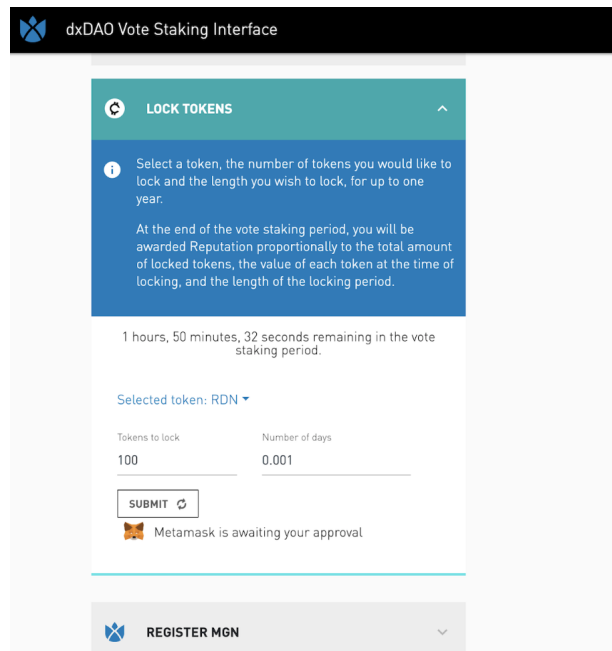 dxDAO Vote Staking Interface
LOCK TOKENS
Select a token, the number of tokens you would like to
lock and the length you wish to lock, for up to one
year.
At the end of the vote staking period, you will be
awarded Reputation proportionally to the total amount
of locked tokens, the value of each token at the time of
locking, and the length of the locking period.
1 hours, 50 minutes, 32 seconds remaining in the vote
staking period.
Selected token: RDN
Tokens to lock Number of days
100 0.001
SUBMIT
Metamask is awaiting your approval
REGISTER MGN